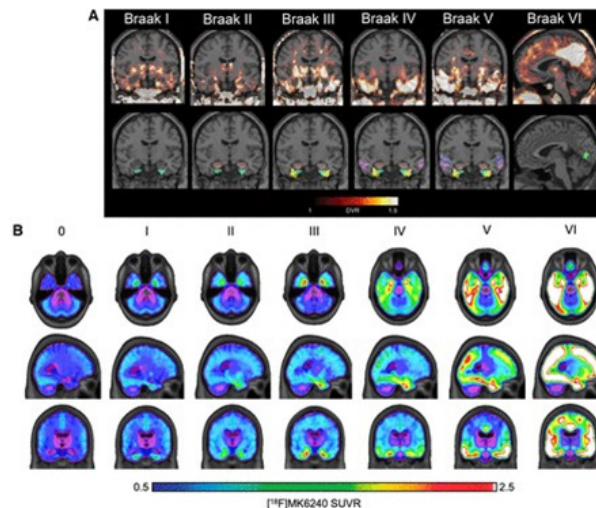 A
Braak I Braak II Braak III Braak IV Braak V Braak VI
1 DVR 1.5
B
0 I II III IV V VI
0.5 2.5
[¹⁸F]MK6240 SUVR